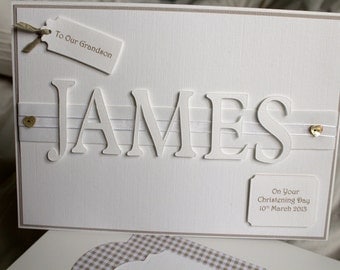 To Our Grandson
JAMES
On Your
Christening Day
10th March 2013